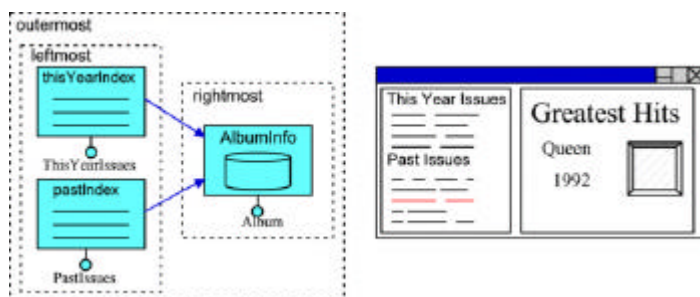 outermost
leftmost
thisYearIndex
ThisYearIssues
pastIndex
PastIssues
rightmost
AlbumInfo
Album
This Year Issues
Past Issues
Greatest Hits
Queen
1992